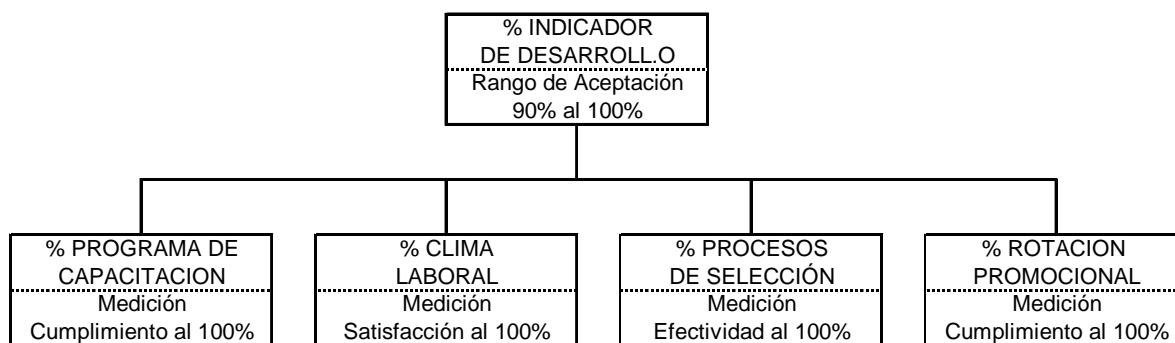 % INDICADOR
DE DESARROLL.O
Rango de Aceptación
90% al 100%
% PROGRAMA DE
CAPACITACION
Medición
Cumplimiento al 100%
% CLIMA
LABORAL
Medición
Satisfacción al 100%
% PROCESOS
DE SELECCIÓN
Medición
Efectividad al 100%
% ROTACION
PROMOCIONAL
Medición
Cumplimiento al 100%